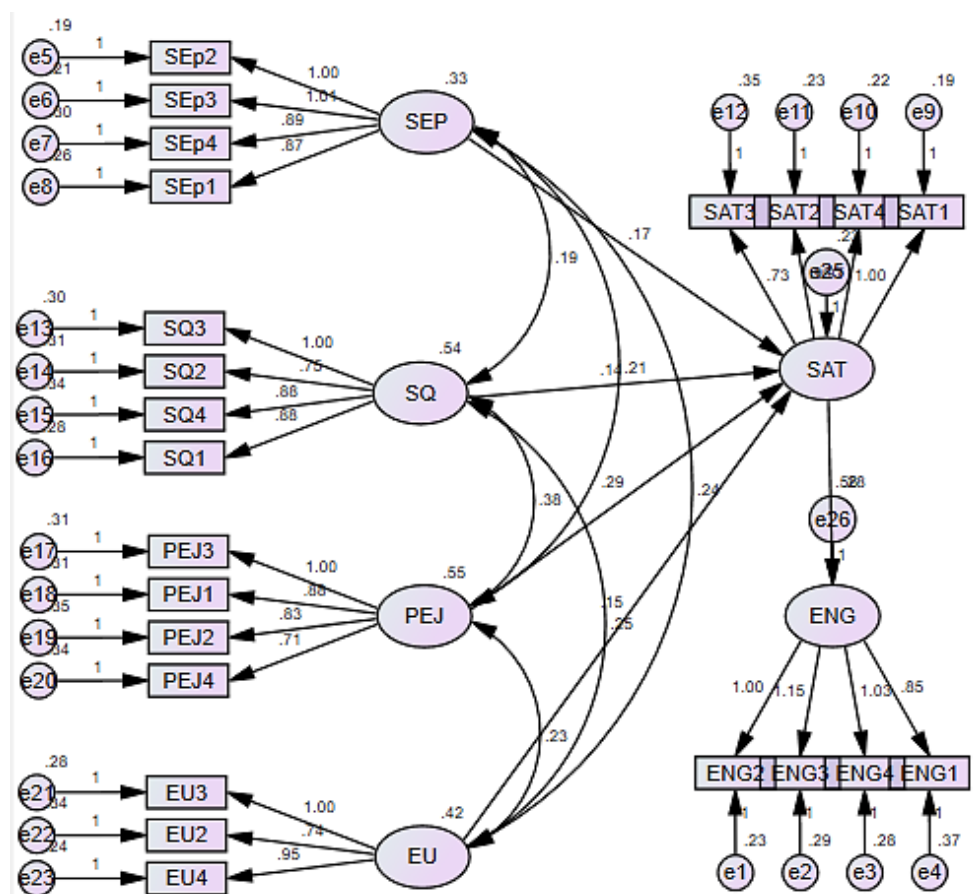 .19
e5 1 SEp2
.21
e6 1 SEp3
.30
e7 1 SEp4
.26
e8 1 SEp1
1.00
1.01
.89
.87
.33
SEP
.30
e13 1 SQ3
.31
e14 1 SQ2
.34
e15 1 SQ4
.28
e16 1 SQ1
1.00
.75
.88
.88
.54
SQ
.31
e17 1 PEJ3
.31
e18 1 PEJ1
.35
e19 1 PEJ2
.34
e20 1 PEJ4
1.00
.88
.83
.71
.55
PEJ
.28
e21 1 EU3
.34
e22 1 EU2
.24
e23 1 EU4
1.00
.74
.95
.42
EU
.19
.21
.24
.38
.25
.23
.17
.14
.29
.15
.35 .23 .22 .19
e12 e11 e10 e9
1 1 1 1
SAT3 SAT2 SAT4 SAT1
.73 1.00
e25
1
SAT
e26
1
ENG
1.00 1.15 1.03 .85
ENG2 ENG3 ENG4 ENG1
1 1 1 1
.23 .29 .28 .37
e1 e2 e3 e4